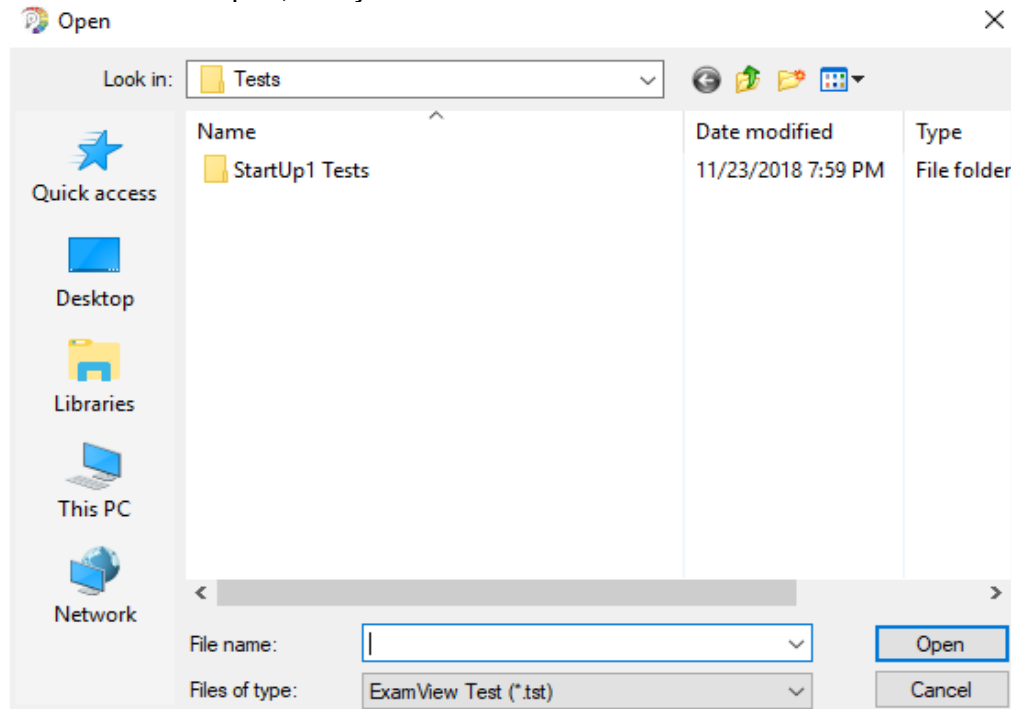 Open
Look in: Tests
Name Date modified Type
StartUp1 Tests 11/23/2018 7:59 PM File folder
Quick access
Desktop
Libraries
This PC
Network
File name: Open
Files of type: ExamView Test (*.tst) Cancel